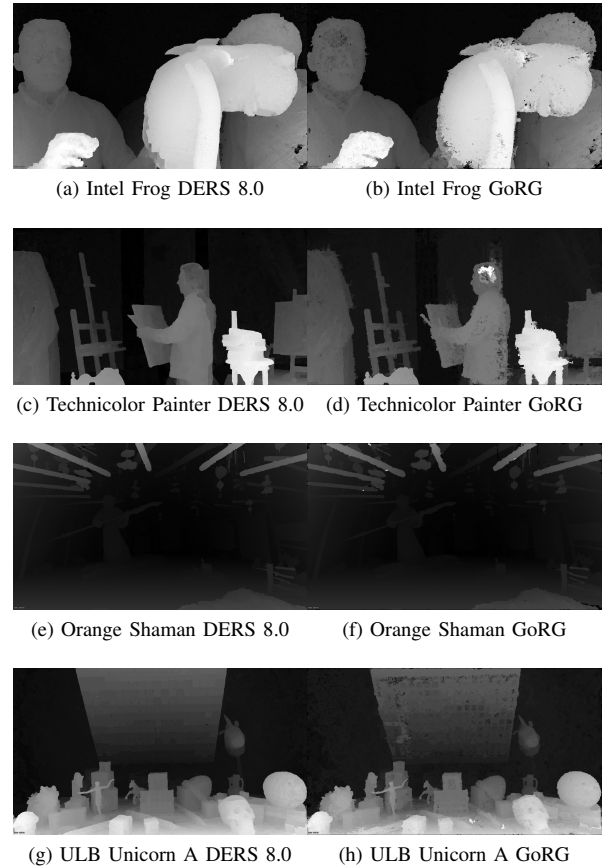 (a) Intel Frog DERS 8.0
(b) Intel Frog GoRG
(c) Technicolor Painter DERS 8.0
(d) Technicolor Painter GoRG
(e) Orange Shaman DERS 8.0
(f) Orange Shaman GoRG
(g) ULB Unicorn A DERS 8.0
(h) ULB Unicorn A GoRG